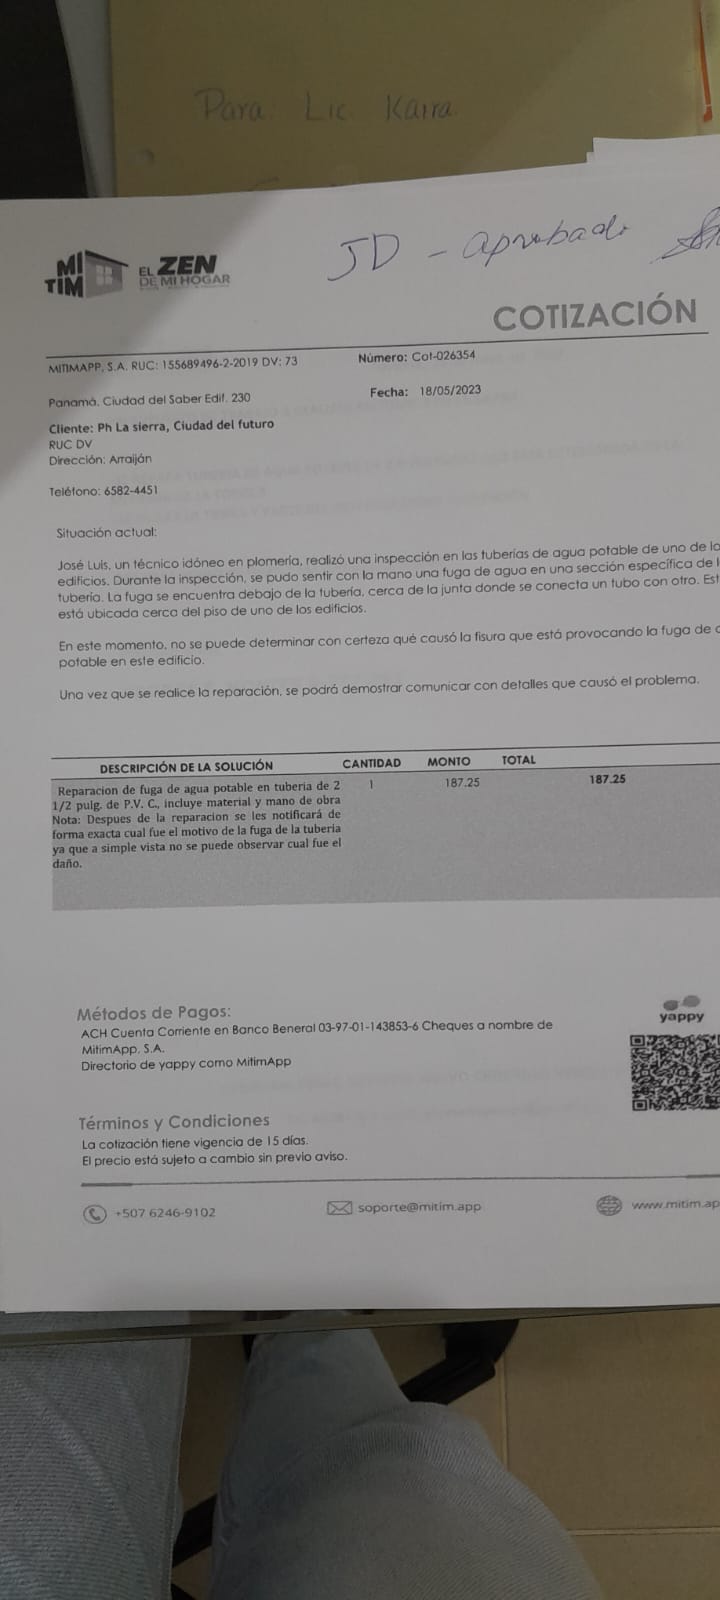 Para: Lic Kaira
JD - aprobado
MI TIM
EL ZEN
DE MI HOGAR
COTIZACIÓN
MITIMAPP, S.A. RUC: 155689496-2-2019 DV: 73
Número: Cot-026354
Panamá, Ciudad del Saber Edif. 230
Fecha: 18/05/2023
Cliente: Ph La sierra, Ciudad del futuro
RUC DV
Dirección: Arraiján
Teléfono: 6582-4451
Situación actual:
José Luis, un técnico idóneo en plomería, realizó una inspección en las tuberías de agua potable de uno de lo
edificios. Durante la inspección, se pudo sentir con la mano una fuga de agua en una sección específica de l
tubería. La fuga se encuentra debajo de la tubería, cerca de la junta donde se conecta un tubo con otro. Est
está ubicada cerca del piso de uno de los edificios.
En este momento, no se puede determinar con certeza qué causó la fisura que está provocando la fuga de
potable en este edificio.
Una vez que se realice la reparación, se podrá demostrar comunicar con detalles que causó el problema.
DESCRIPCIÓN DE LA SOLUCIÓN CANTIDAD MONTO TOTAL
Reparacion de fuga de agua potable en tuberia de 2 1 187.25 187.25
1/2 pulg. de P.V. C., incluye material y mano de obra
Nota: Despues de la reparacion se les notificará de
forma exacta cual fue el motivo de la fuga de la tuberia
ya que a simple vista no se puede observar cual fue el
daño.
Métodos de Pagos:
ACH Cuenta Corriente en Banco Beneral 03-97-01-143853-6 Cheques a nombre de
MitimApp, S.A.
Directorio de yappy como MitimApp
yappy
Términos y Condiciones
La cotización tiene vigencia de 15 días.
El precio está sujeto a cambio sin previo aviso.
+507 6246-9102
soporte@mitim.app
www.mitim.ap